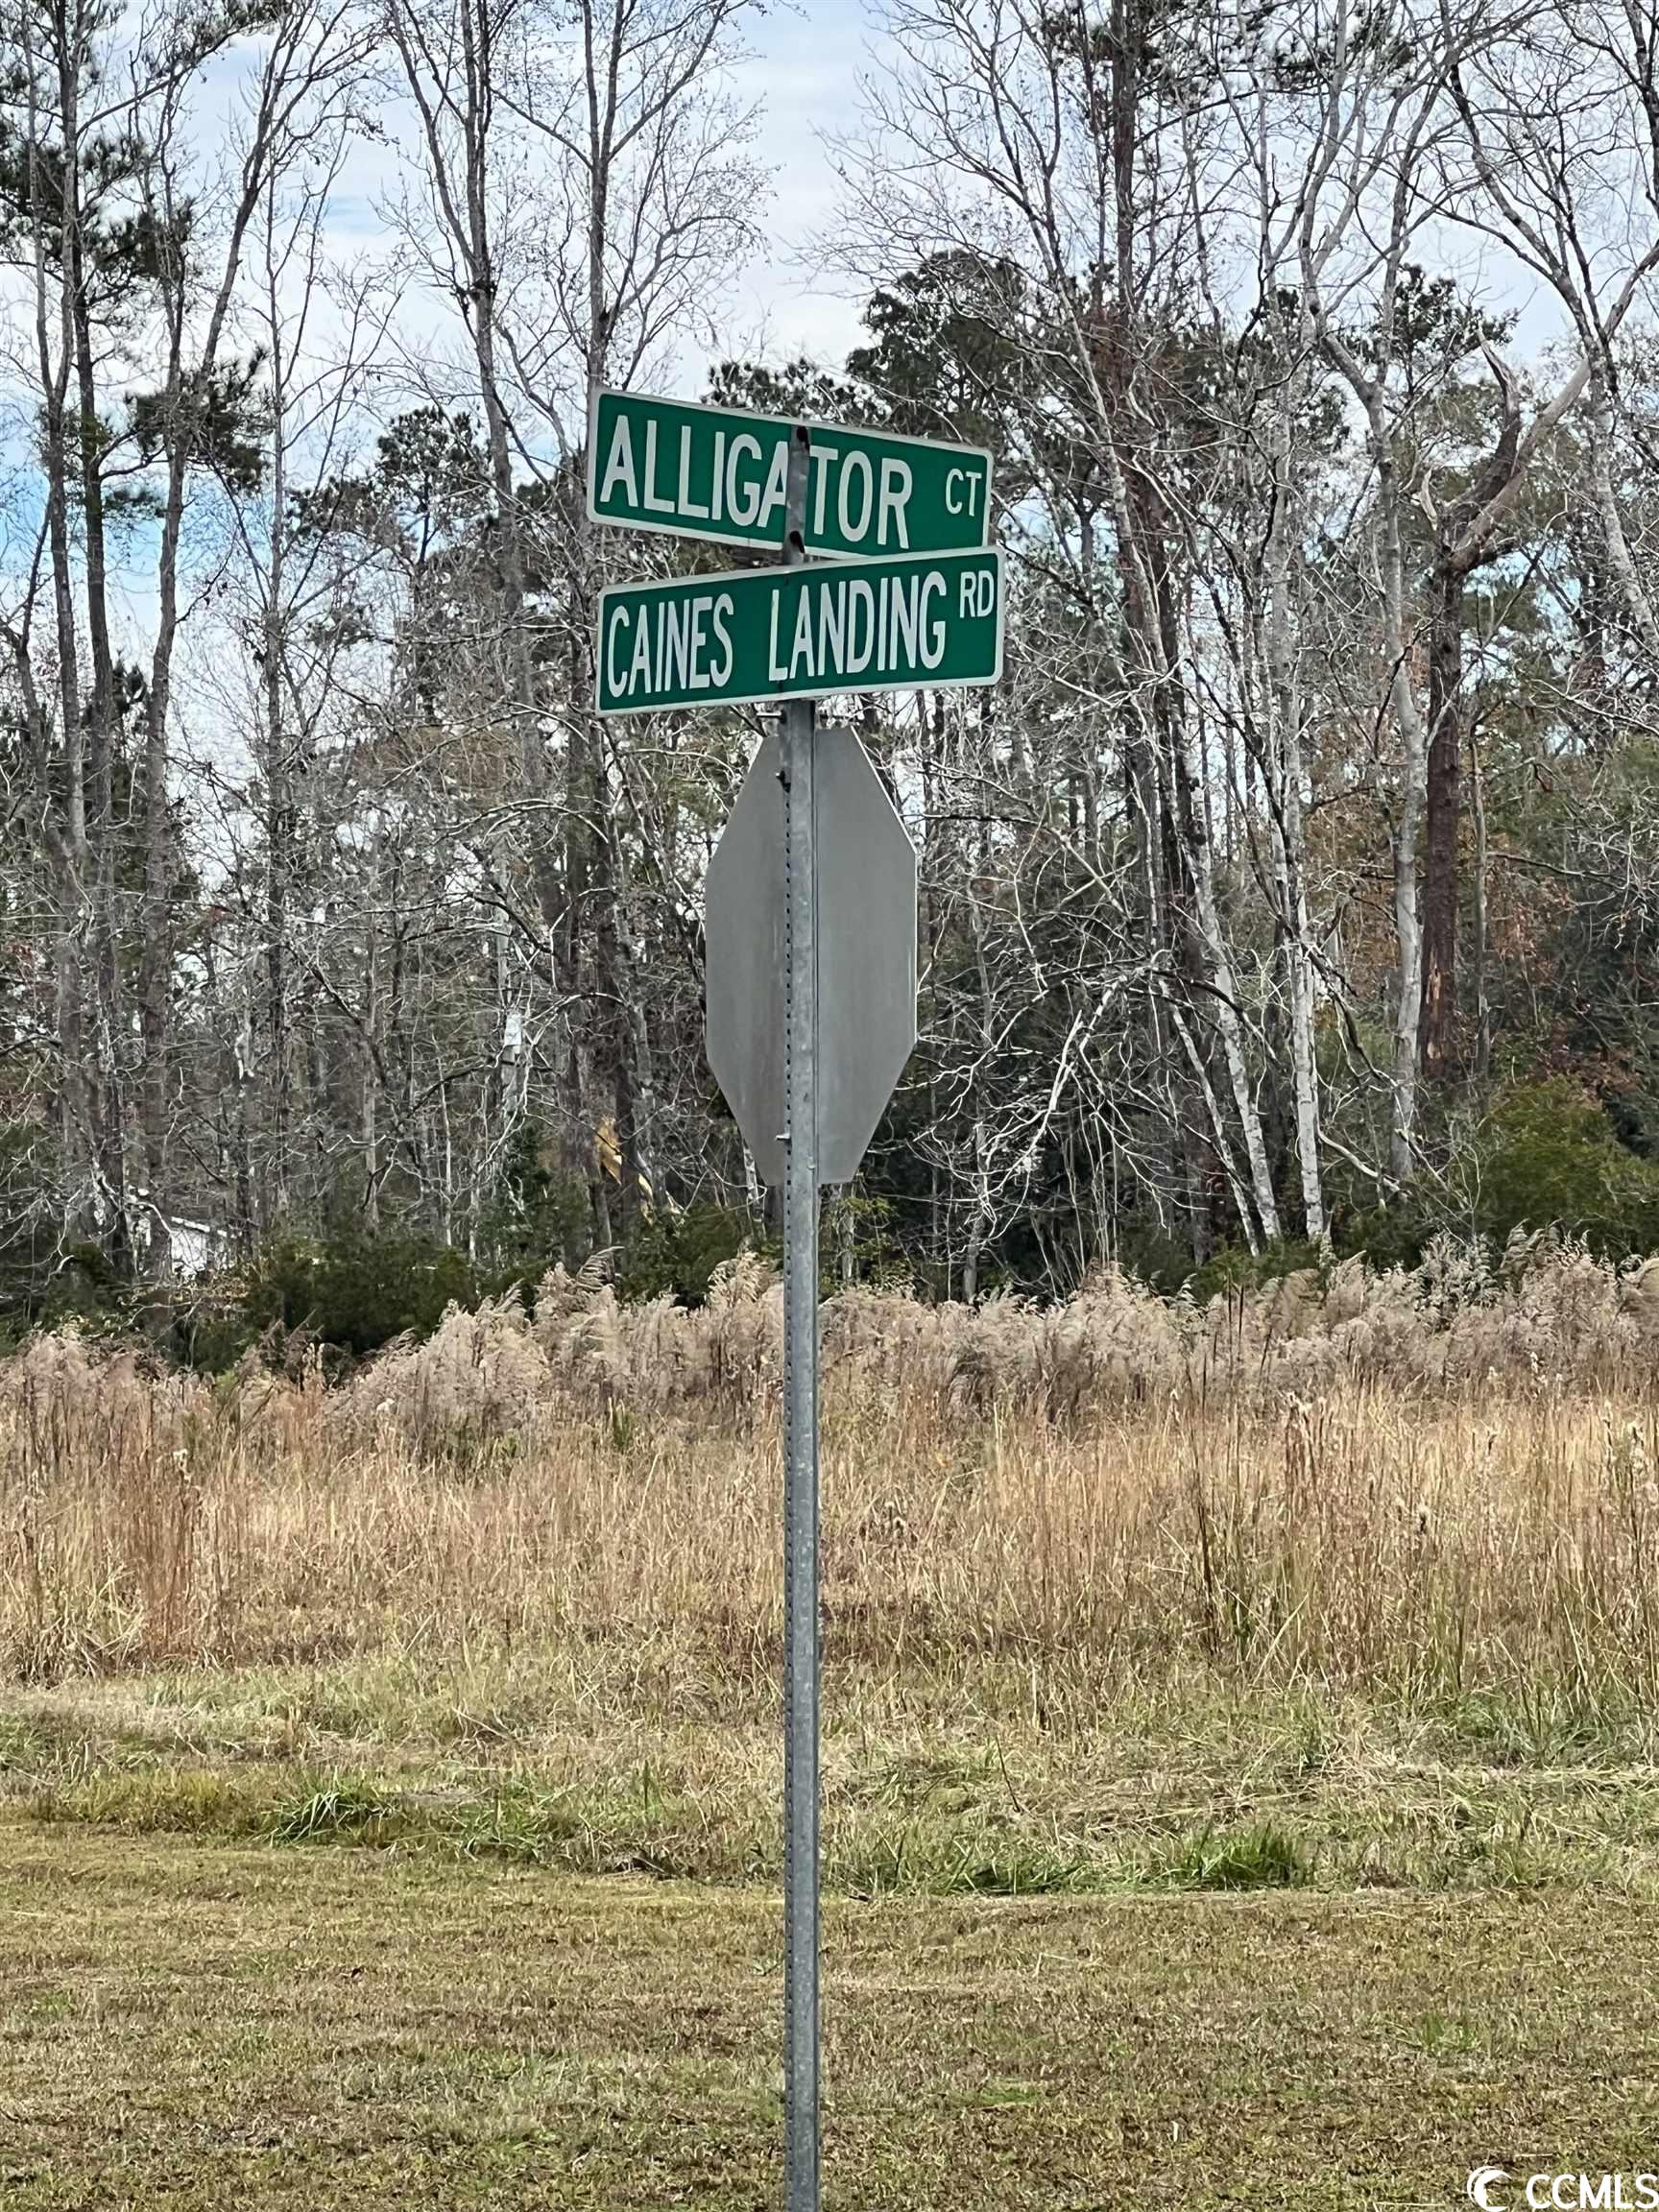 ALLIGATOR CT
CAINES LANDING RD
CCMLS